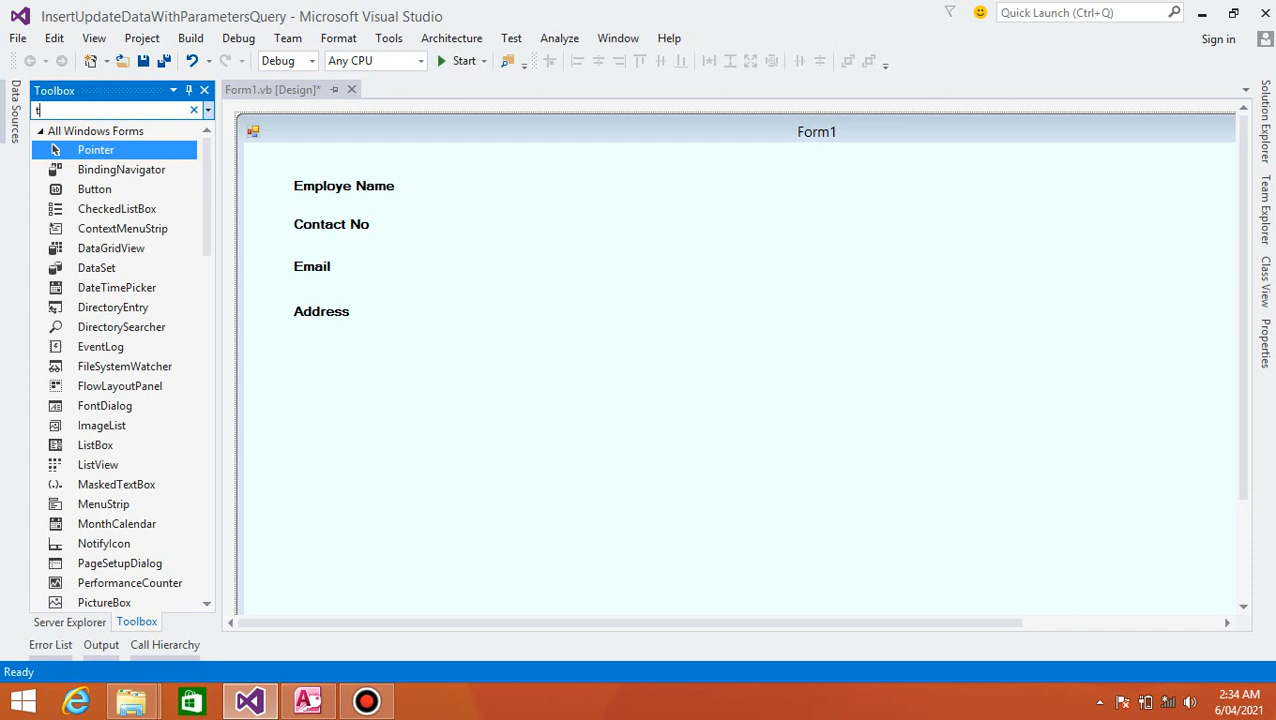 InsertUpdateDataWithParametersQuery - Microsoft Visual Studio
Quick Launch (Ctrl+Q)
File Edit View Project Build Debug Team Format Tools Architecture Test Analyze Window Help
Sign in
Debug Any CPU Start
Data Sources
Toolbox
Form1.vb [Design]*
t
All Windows Forms
Pointer
BindingNavigator
Button
CheckedListBox
ContextMenuStrip
DataGridView
DataSet
DateTimePicker
DirectoryEntry
DirectorySearcher
EventLog
FileSystemWatcher
FlowLayoutPanel
FontDialog
ImageList
ListBox
ListView
MaskedTextBox
MenuStrip
MonthCalendar
NotifyIcon
PageSetupDialog
PerformanceCounter
PictureBox
Form1
Employe Name
Contact No
Email
Address
Solution Explorer
Team Explorer
Class View
Properties
Server Explorer Toolbox
Error List Output Call Hierarchy
Ready
2:34 AM
6/04/2021